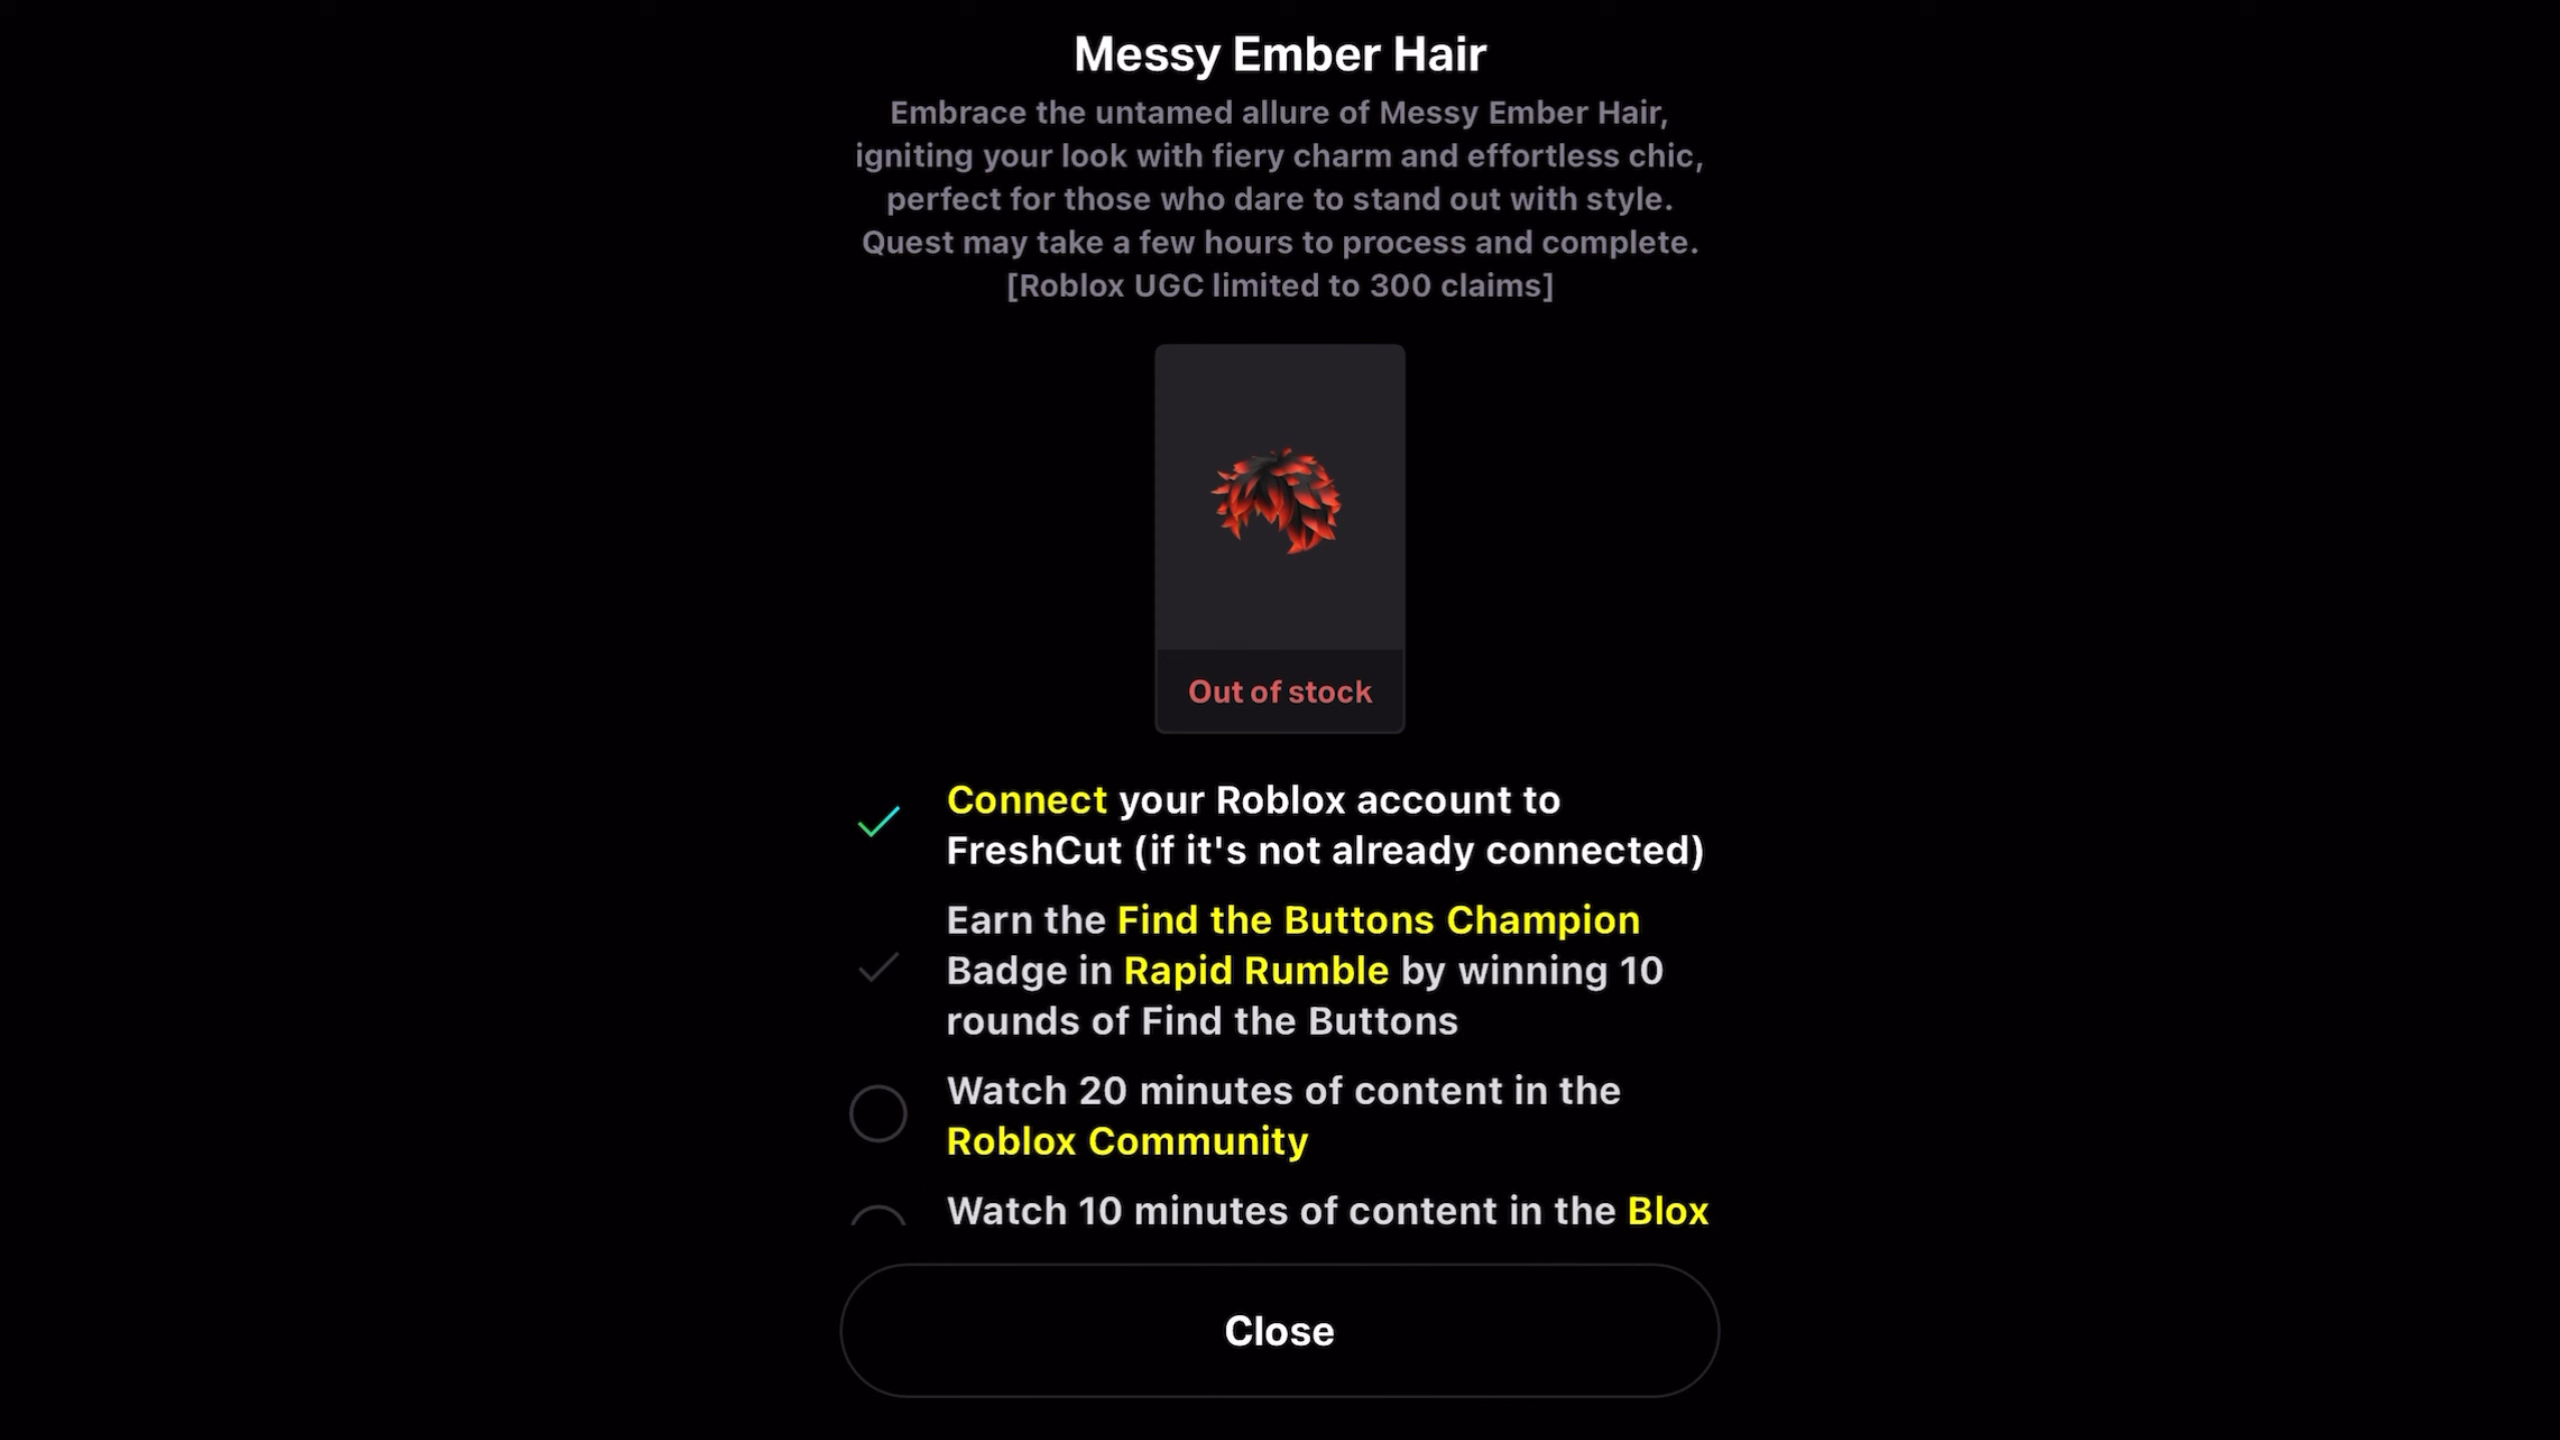 Messy Ember Hair
Embrace the untamed allure of Messy Ember Hair,
igniting your look with fiery charm and effortless chic,
perfect for those who dare to stand out with style.
Quest may take a few hours to process and complete.
[Roblox UGC limited to 300 claims]
Out of stock
Connect your Roblox account to
FreshCut (if it's not already connected)
Earn the Find the Buttons Champion
Badge in Rapid Rumble by winning 10
rounds of Find the Buttons
Watch 20 minutes of content in the
Roblox Community
Watch 10 minutes of content in the Blox
Close